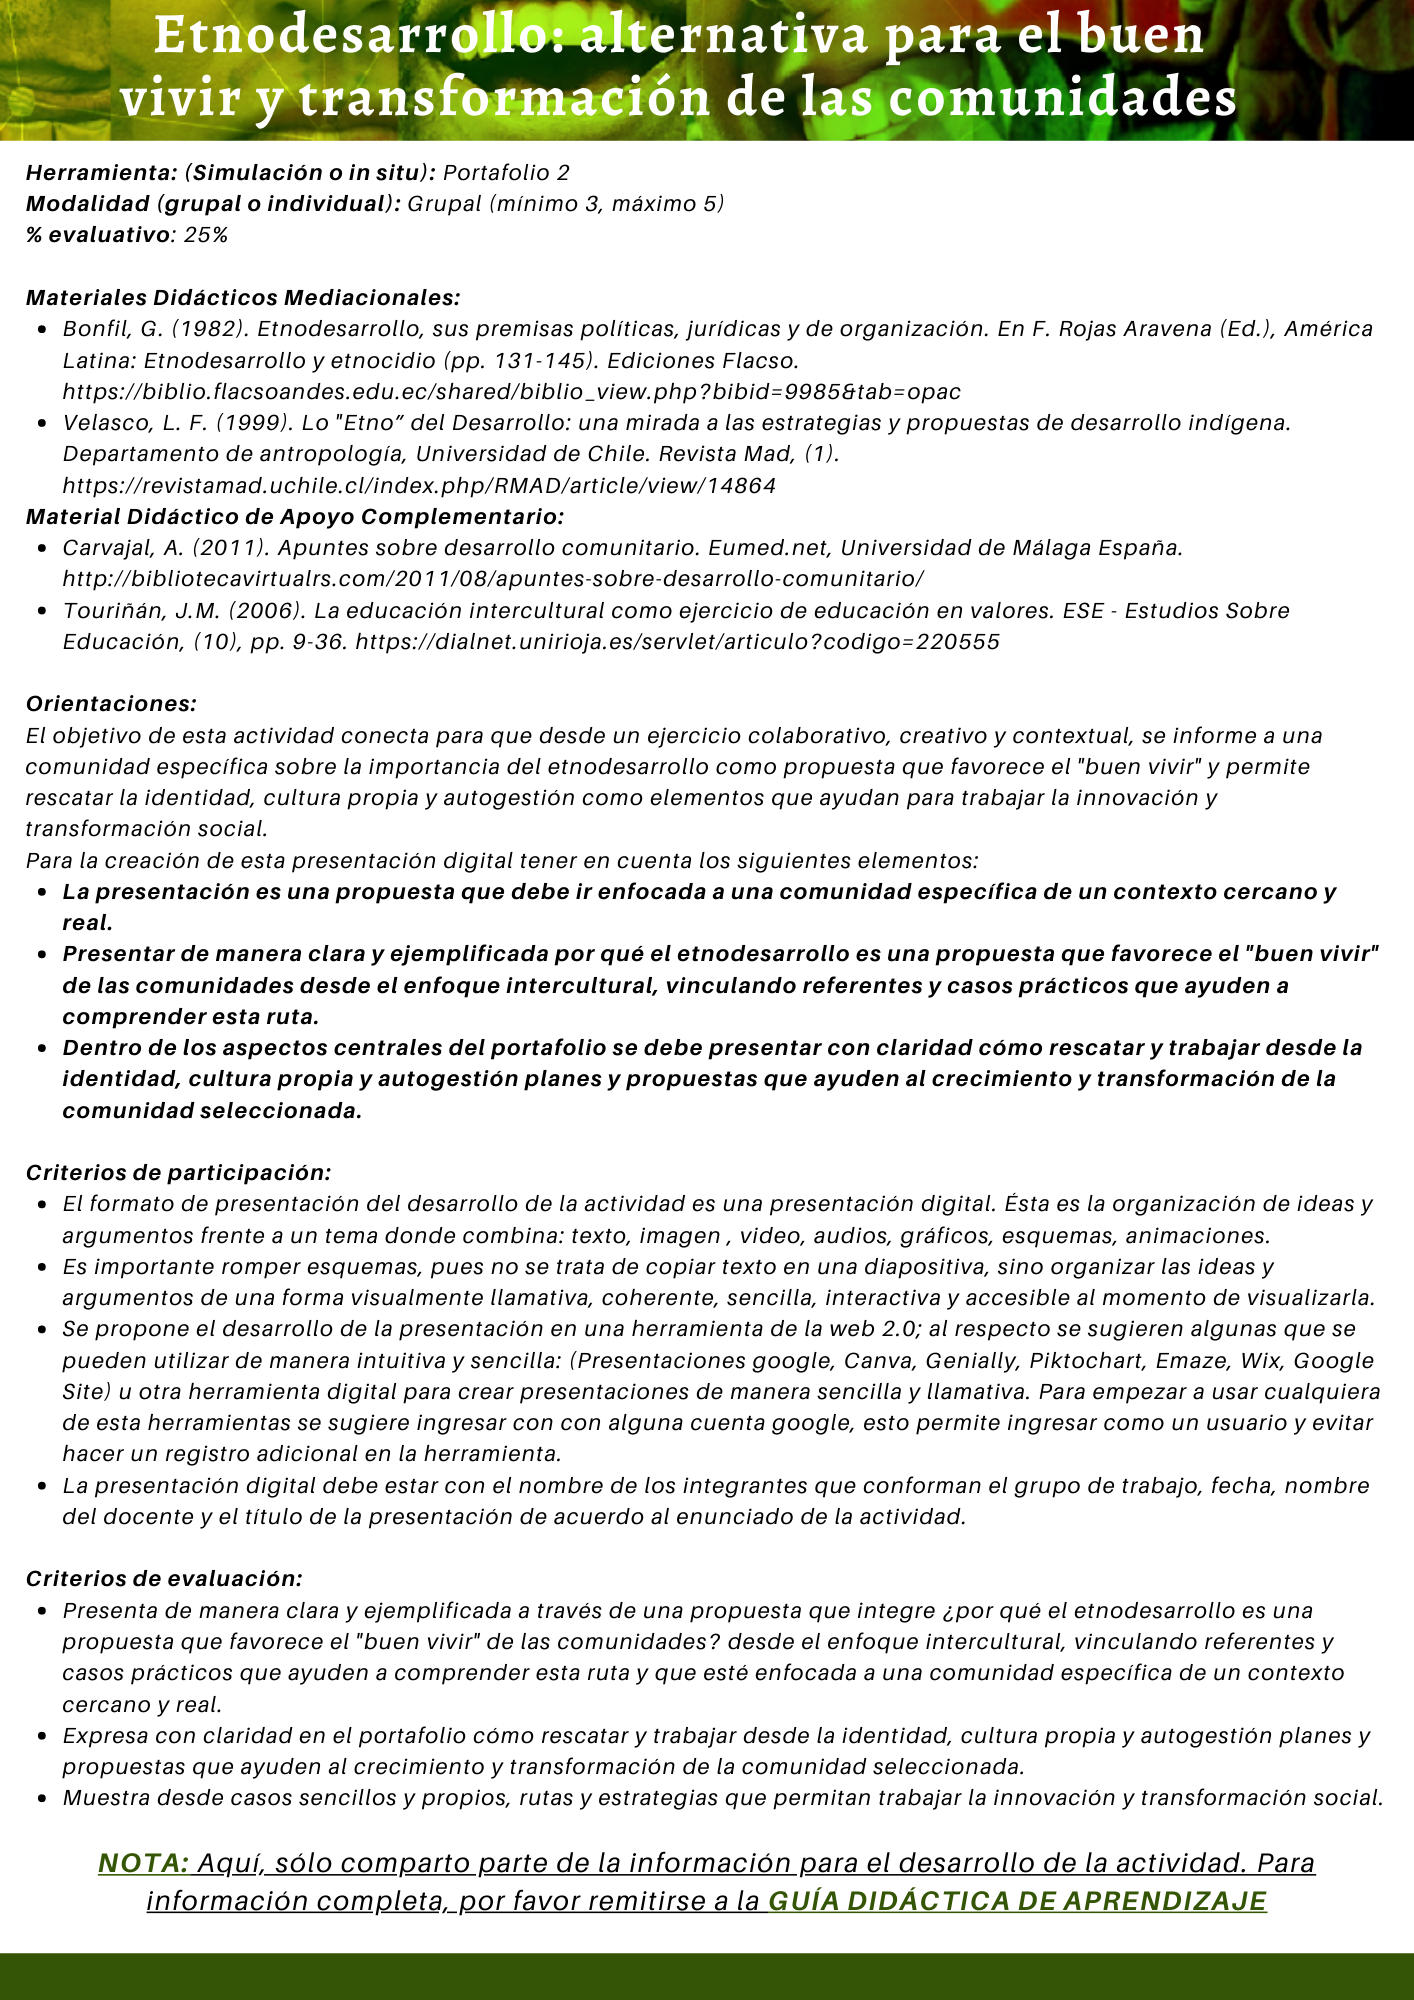 Etnodesarrollo: alternativa para el buen
vivir y transformación de las comunidades
Herramienta: (Simulación o in situ): Portafolio 2
Modalidad (grupal o individual): Grupal (mínimo 3, máximo 5)
% evaluativo: 25%
Materiales Didácticos Mediacionales:
• Bonfil, G. (1982). Etnodesarrollo, sus premisas políticas, jurídicas y de organización. En F. Rojas Aravena (Ed.), América
Latina: Etnodesarrollo y etnocidio (pp. 131-145). Ediciones Flacso.
https://biblio.flacsoandes.edu.ec/shared/biblio_view.php?bibid=9985&tab=opac
• Velasco, L. F. (1999). Lo "Etno” del Desarrollo: una mirada a las estrategias y propuestas de desarrollo indígena.
Departamento de antropología, Universidad de Chile. Revista Mad, (1).
https://revistamad.uchile.cl/index.php/RMAD/article/view/14864
Material Didáctico de Apoyo Complementario:
• Carvajal, A. (2011). Apuntes sobre desarrollo comunitario. Eumed.net, Universidad de Málaga España.
http://bibliotecavirtualrs.com/2011/08/apuntes-sobre-desarrollo-comunitario/
• Touriñán, J.M. (2006). La educación intercultural como ejercicio de educación en valores. ESE - Estudios Sobre
Educación, (10), pp. 9-36. https://dialnet.unirioja.es/servlet/articulo?codigo=220555
Orientaciones:
El objetivo de esta actividad conecta para que desde un ejercicio colaborativo, creativo y contextual, se informe a una
comunidad específica sobre la importancia del etnodesarrollo como propuesta que favorece el "buen vivir" y permite
rescatar la identidad, cultura propia y autogestión como elementos que ayudan para trabajar la innovación y
transformación social.
Para la creación de esta presentación digital tener en cuenta los siguientes elementos:
• La presentación es una propuesta que debe ir enfocada a una comunidad específica de un contexto cercano y
real.
• Presentar de manera clara y ejemplificada por qué el etnodesarrollo es una propuesta que favorece el "buen vivir"
de las comunidades desde el enfoque intercultural, vinculando referentes y casos prácticos que ayuden a
comprender esta ruta.
• Dentro de los aspectos centrales del portafolio se debe presentar con claridad cómo rescatar y trabajar desde la
identidad, cultura propia y autogestión planes y propuestas que ayuden al crecimiento y transformación de la
comunidad seleccionada.
Criterios de participación:
• El formato de presentación del desarrollo de la actividad es una presentación digital. Ésta es la organización de ideas y
argumentos frente a un tema donde combina: texto, imagen , video, audios, gráficos, esquemas, animaciones.
• Es importante romper esquemas, pues no se trata de copiar texto en una diapositiva, sino organizar las ideas y
argumentos de una forma visualmente llamativa, coherente, sencilla, interactiva y accesible al momento de visualizarla.
• Se propone el desarrollo de la presentación en una herramienta de la web 2.0; al respecto se sugieren algunas que se
pueden utilizar de manera intuitiva y sencilla: (Presentaciones google, Canva, Genially, Piktochart, Emaze, Wix, Google
Site) u otra herramienta digital para crear presentaciones de manera sencilla y llamativa. Para empezar a usar cualquiera
de esta herramientas se sugiere ingresar con con alguna cuenta google, esto permite ingresar como un usuario y evitar
hacer un registro adicional en la herramienta.
• La presentación digital debe estar con el nombre de los integrantes que conforman el grupo de trabajo, fecha, nombre
del docente y el título de la presentación de acuerdo al enunciado de la actividad.
Criterios de evaluación:
• Presenta de manera clara y ejemplificada a través de una propuesta que integre ¿por qué el etnodesarrollo es una
propuesta que favorece el "buen vivir" de las comunidades? desde el enfoque intercultural, vinculando referentes y
casos prácticos que ayuden a comprender esta ruta y que esté enfocada a una comunidad específica de un contexto
cercano y real.
• Expresa con claridad en el portafolio cómo rescatar y trabajar desde la identidad, cultura propia y autogestión planes y
propuestas que ayuden al crecimiento y transformación de la comunidad seleccionada.
• Muestra desde casos sencillos y propios, rutas y estrategias que permitan trabajar la innovación y transformación social.
NOTA: Aquí, sólo comparto parte de la información para el desarrollo de la actividad. Para
información completa, por favor remitirse a la GUÍA DIDÁCTICA DE APRENDIZAJE